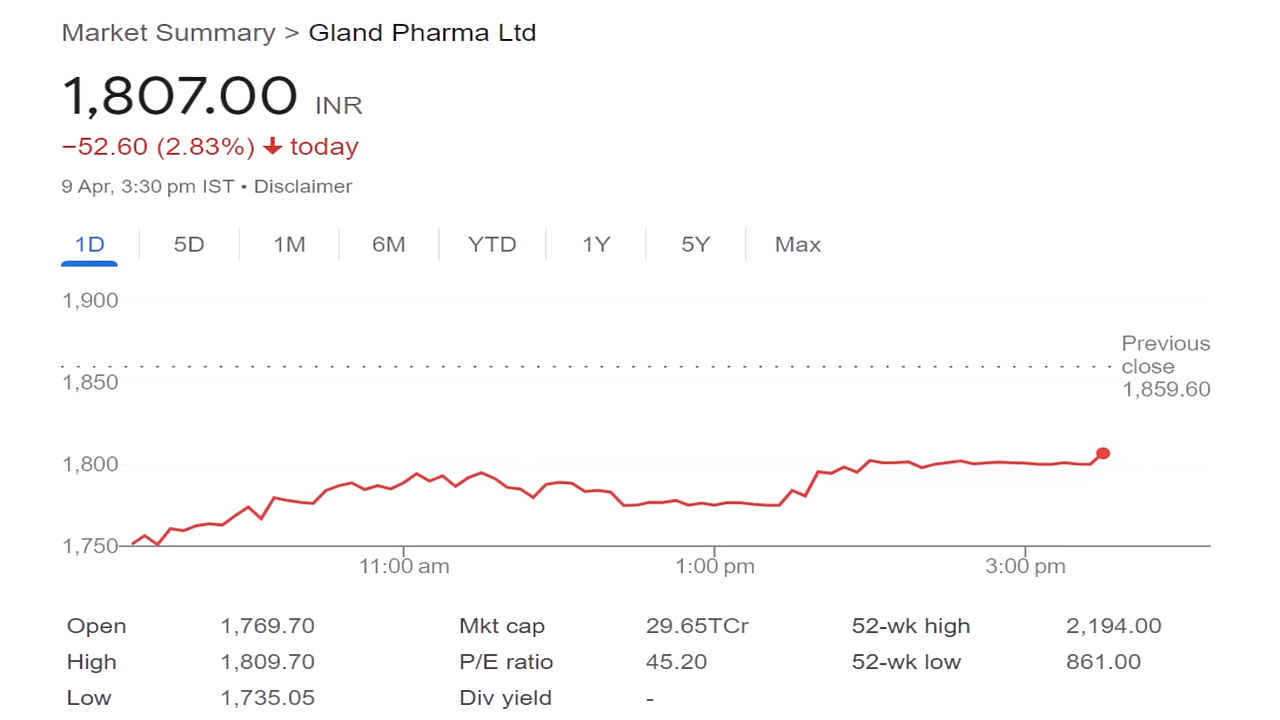 Market Summary > Gland Pharma Ltd
1,807.00 INR
−52.60 (2.83%) ↓ today
9 Apr, 3:30 pm IST • Disclaimer
1D 5D 1M 6M YTD 1Y 5Y Max
1,900
Previous
close
1,859.60
1,850
1,800
1,750
11:00 am 1:00 pm 3:00 pm
Open 1,769.70 Mkt cap 29.65TCr 52-wk high 2,194.00
High 1,809.70 P/E ratio 45.20 52-wk low 861.00
Low 1,735.05 Div yield -